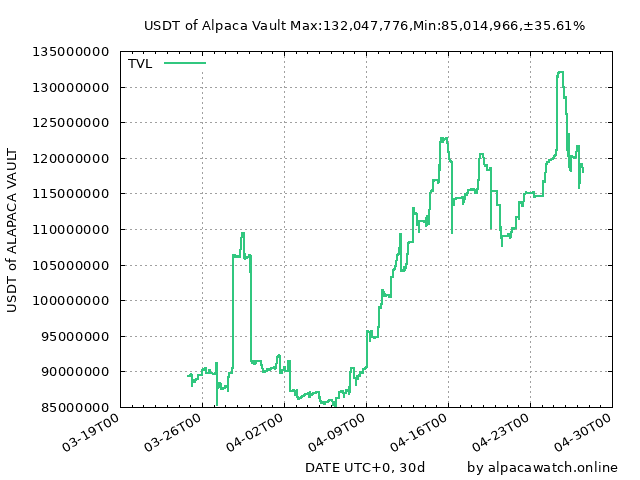 USDT of Alpaca Vault Max:132,047,776,Min:85,014,966,±35.61%
TVL
USDT of ALAPACA VAULT
135000000
130000000
125000000
120000000
115000000
110000000
105000000
100000000
95000000
90000000
85000000
03-19T00
03-26T00
04-02T00
04-09T00
04-16T00
04-23T00
04-30T00
DATE UTC+0, 30d
by alpacawatch.online